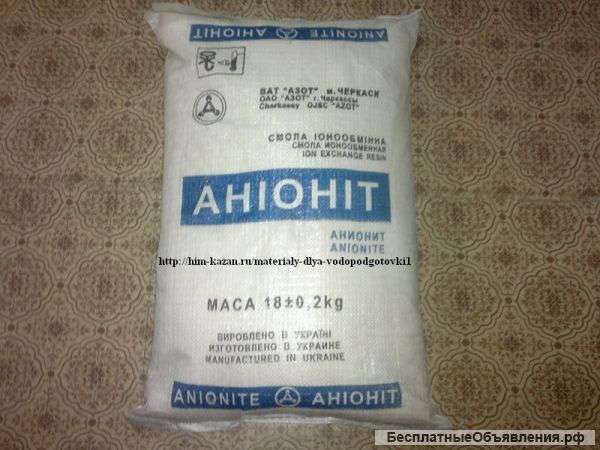 ANIONITE АНІОНІТ
ВАТ "АЗОТ" м. ЧЕРКАСИ
ОАО "АЗОТ" г. Черкассы
Cherkassy OJSC "AZOT"
СМОЛА ІОНООБМІННА
СМОЛА ИОНООБМЕННАЯ
ION EXCHANGE RESIN
АНІОНІТ
АНИОНИТ
ANIONITE
http://him-kazan.ru/materialy-dlya-vodopodgotovki1
МАСА 18±0,2kg
ВИРОБЛЕНО В УКРАЇНІ
ИЗГОТОВЛЕНО В УКРАИНЕ
MANUFACTURED IN UKRAINE
ANIONITE АНІОНІТ
БесплатныеОбъявления.рф